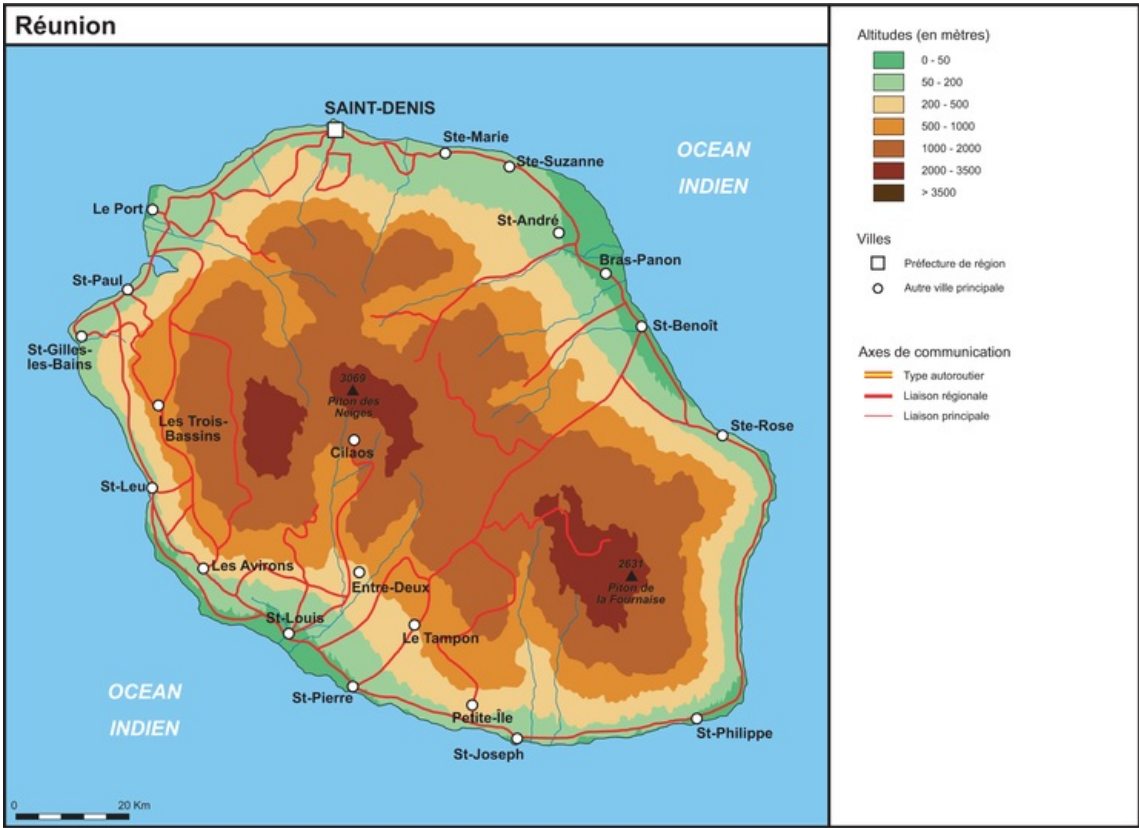 Réunion
SAINT-DENIS
Ste-Marie
Ste-Suzanne
OCEAN
INDIEN
Le Port
St-André
Bras-Panon
St-Paul
St-Benoît
St-Gilles-
les-Bains
3069
Piton des
Neiges
Les Trois-
Bassins
Ste-Rose
Cilaos
St-Leu
Les Avirons
Entre-Deux
2631
Piton de
la Fournaise
St-Louis
Le Tampon
OCEAN
INDIEN
St-Pierre
Petite-Île
St-Joseph
St-Philippe
0 20 Km
Altitudes (en mètres)
0 - 50
50 - 200
200 - 500
500 - 1000
1000 - 2000
2000 - 3500
> 3500
Villes
Préfecture de région
Autre ville principale
Axes de communication
Type autoroutier
Liaison régionale
Liaison principale